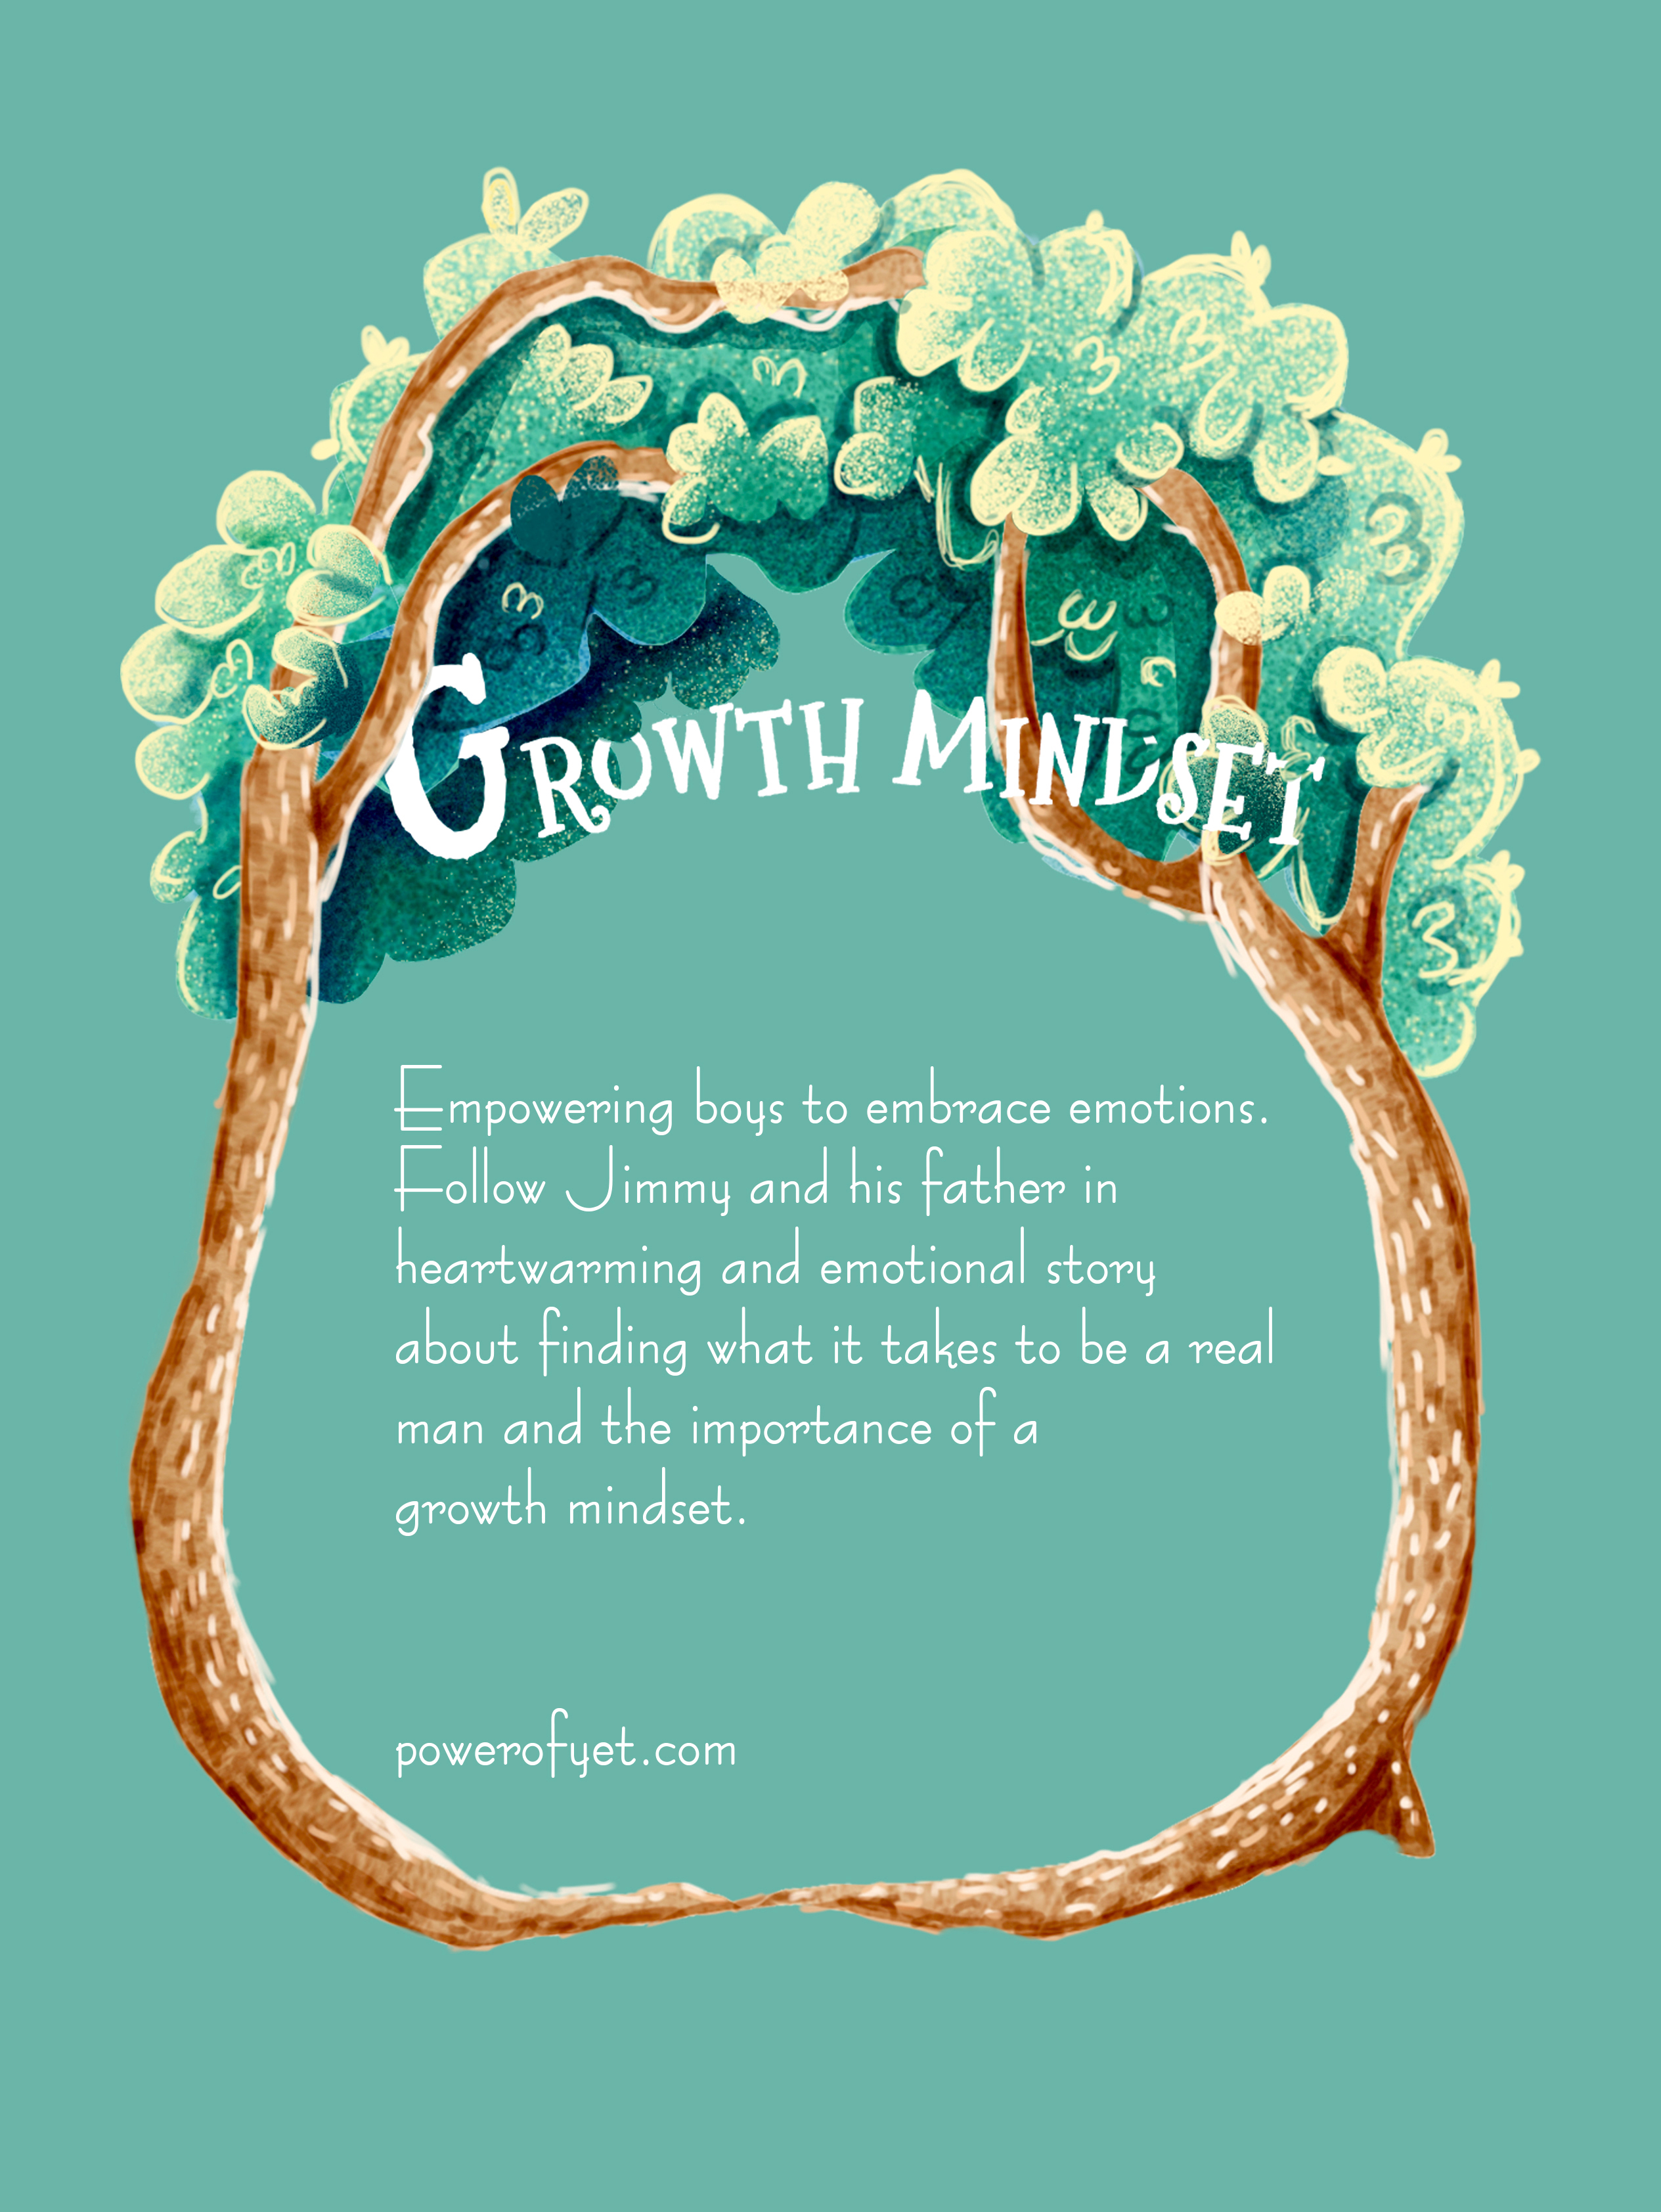 Growth Mindset
Empowering boys to embrace emotions.
Follow Jimmy and his father in
heartwarming and emotional story
about finding what it takes to be a real
man and the importance of a
growth mindset.
powerofyet.com